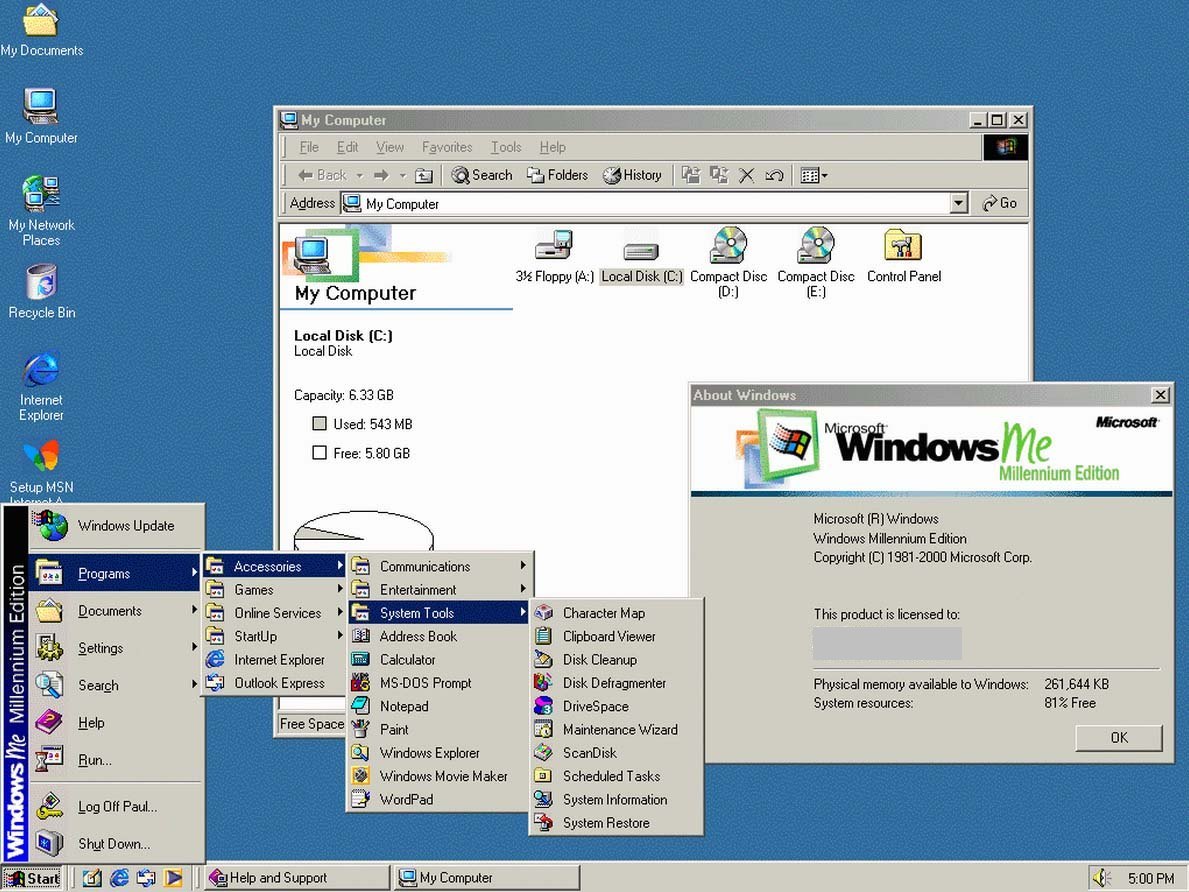 My Documents
My Computer
My Network
Places
Recycle Bin
Internet
Explorer
Setup MSN
My Computer
File Edit View Favorites Tools Help
Back Search Folders History
Address My Computer Go
My Computer
Local Disk (C:)
Local Disk
Capacity: 6.33 GB
Used: 543 MB
Free: 5.80 GB
3½ Floppy (A:) Local Disk (C:) Compact Disc Compact Disc Control Panel
(D:) (E:)
Free Space
About Windows
Microsoft
Microsoft
Windows Me
Millennium Edition
Microsoft (R) Windows
Windows Millennium Edition
Copyright (C) 1981-2000 Microsoft Corp.
This product is licensed to:
Physical memory available to Windows: 261,644 KB
System resources: 81% Free
OK
Windows Me Millennium Edition
Windows Update
Programs
Documents
Settings
Search
Help
Run...
Log Off Paul...
Shut Down...
Accessories
Games
Online Services
StartUp
Internet Explorer
Outlook Express
Communications
Entertainment
System Tools
Address Book
Calculator
MS-DOS Prompt
Notepad
Paint
Windows Explorer
Windows Movie Maker
WordPad
Character Map
Clipboard Viewer
Disk Cleanup
Disk Defragmenter
DriveSpace
Maintenance Wizard
ScanDisk
Scheduled Tasks
System Information
System Restore
Start Help and Support My Computer 5:00 PM